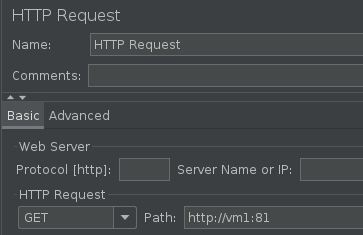 HTTP Request
Name: HTTP Request
Comments:
Basic Advanced
Web Server
Protocol [http]: Server Name or IP:
HTTP Request
GET Path: http://vm1:81